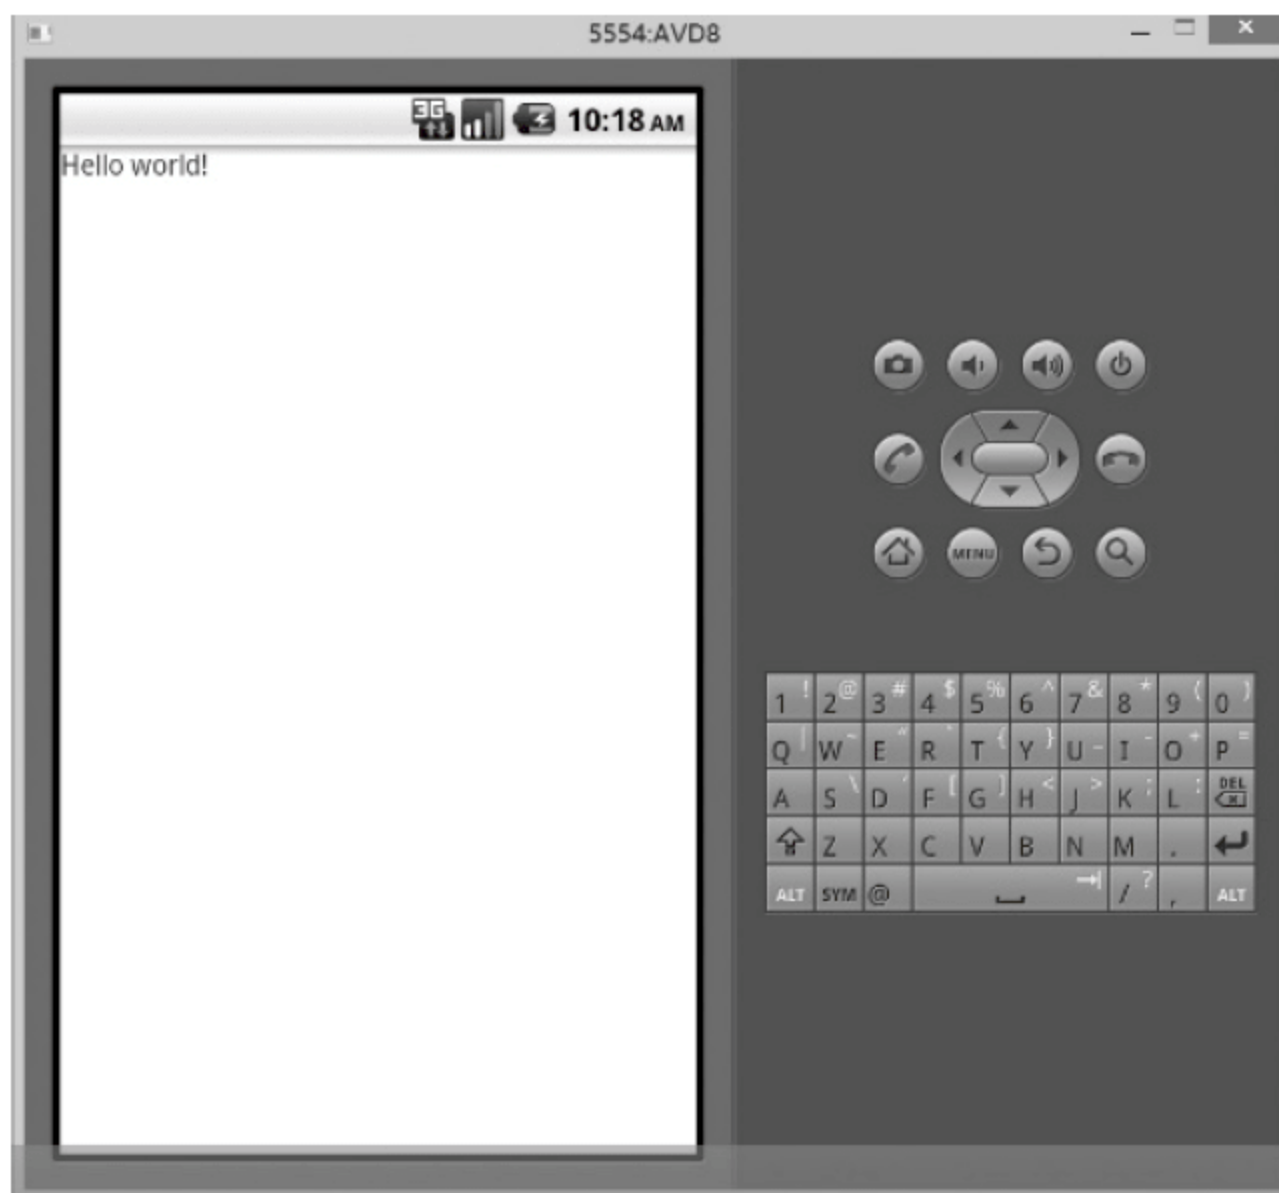 5554:AVD8
3G 10:18 AM
Hello world!
MENU
1 ! 2 @ 3 # 4 $ 5 % 6 ^ 7 & 8 * 9 ( 0 )
Q | W ~ E " R ` T { Y } U _ I - O + P =
A S \ D ' F [ G ] H < J > K ; L : DEL
Z X C V B N M .
ALT SYM @ / ? , ALT